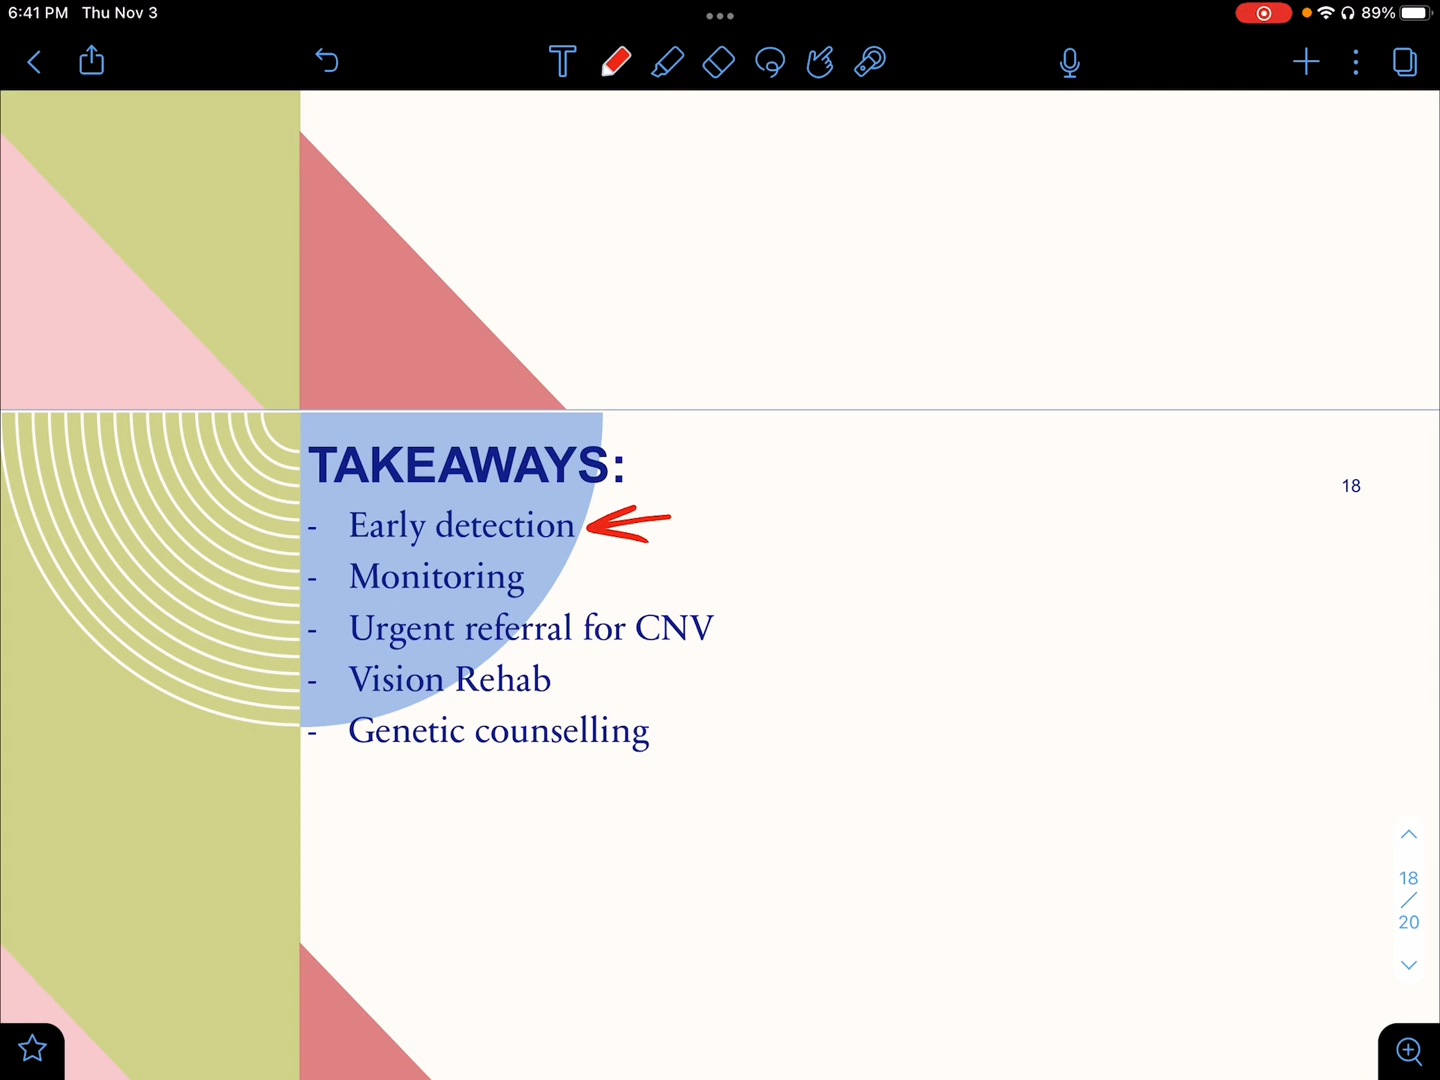 6:41 PM Thu Nov 3
89%
TAKEAWAYS:
18
- Early detection
- Monitoring
- Urgent referral for CNV
- Vision Rehab
- Genetic counselling
18
/
20